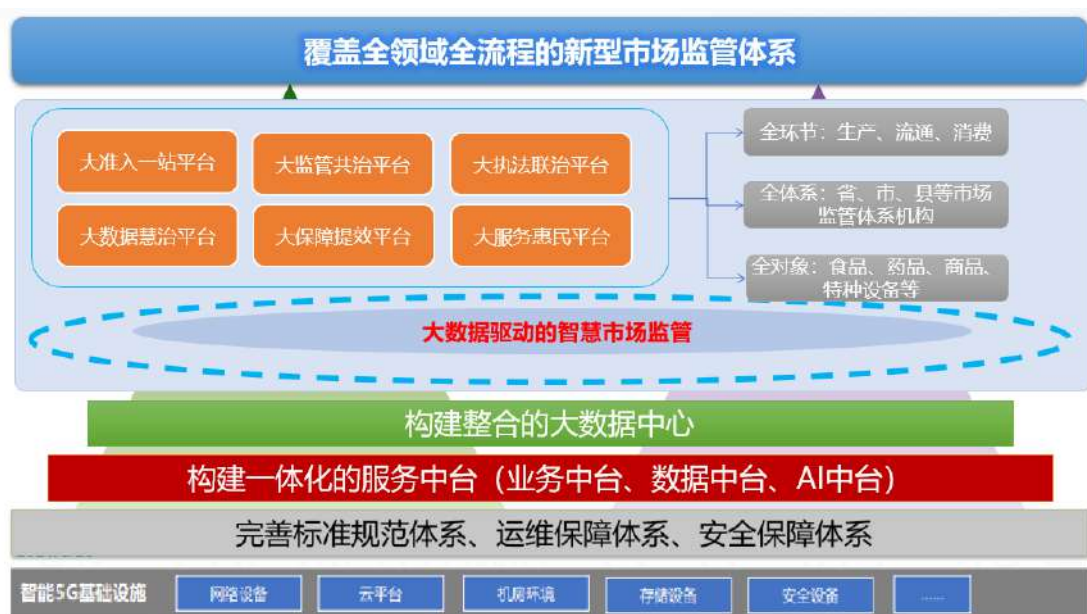 覆盖全领域全流程的新型市场监管体系
大准入一站平台
大监管共治平台
大执法联治平台
大数据慧治平台
大保障提效平台
大服务惠民平台
全环节：生产、流通、消费
全体系：省、市、县等市场
监管体系机构
全对象：食品、药品、商品、
特种设备等
大数据驱动的智慧市场监管
构建整合的大数据中心
构建一体化的服务中台（业务中台、数据中台、AI中台）
完善标准规范体系、运维保障体系、安全保障体系
智能5G基础设施
网络设备
云平台
机房环境
存储设备
安全设备
......